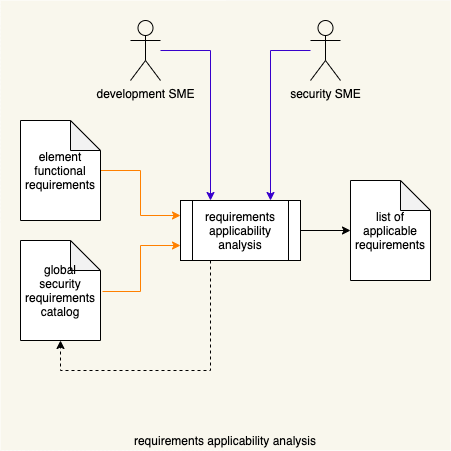 development SME
security SME
element
functional
requirements
requirements
applicability
analysis
list of
applicable
requirements
global
security
requirements
catalog
requirements applicability analysis